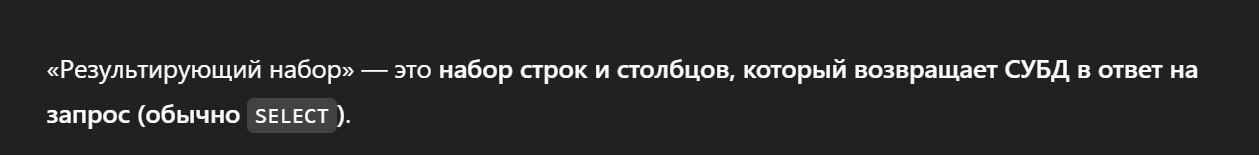 «Результирующий набор» — это набор строк и столбцов, который возвращает СУБД в ответ на
запрос (обычно SELECT).